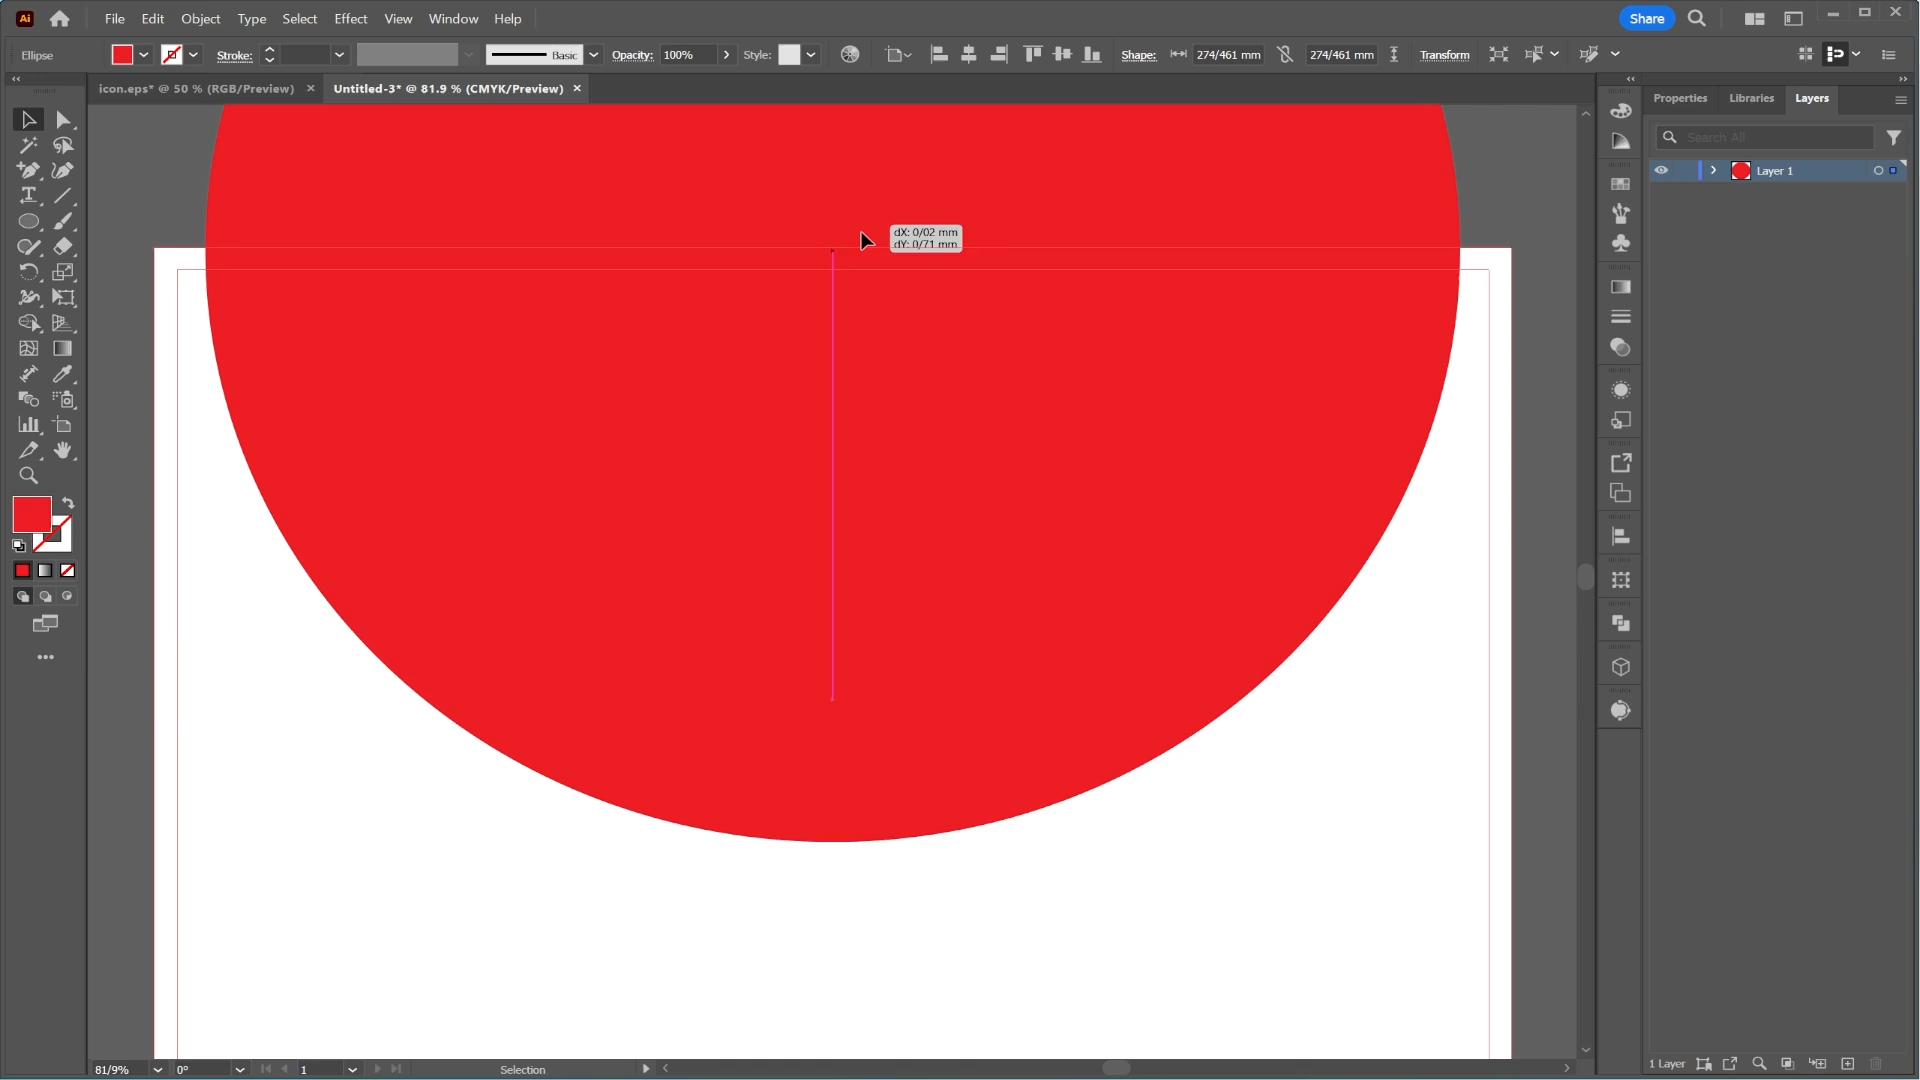 Ai File Edit Object Type Select Effect View Window Help Share
Ellipse Stroke: Basic Opacity: 100% Style: Shape: 274/461 mm 274/461 mm Transform
icon.eps* @ 50 % (RGB/Preview) × Untitled-3* @ 81.9 % (CMYK/Preview) ×
Properties Libraries Layers
Search All
Layer 1
dX: 0/02 mm
dY: 0/71 mm
81/9% 0° 1 Selection
1 Layer